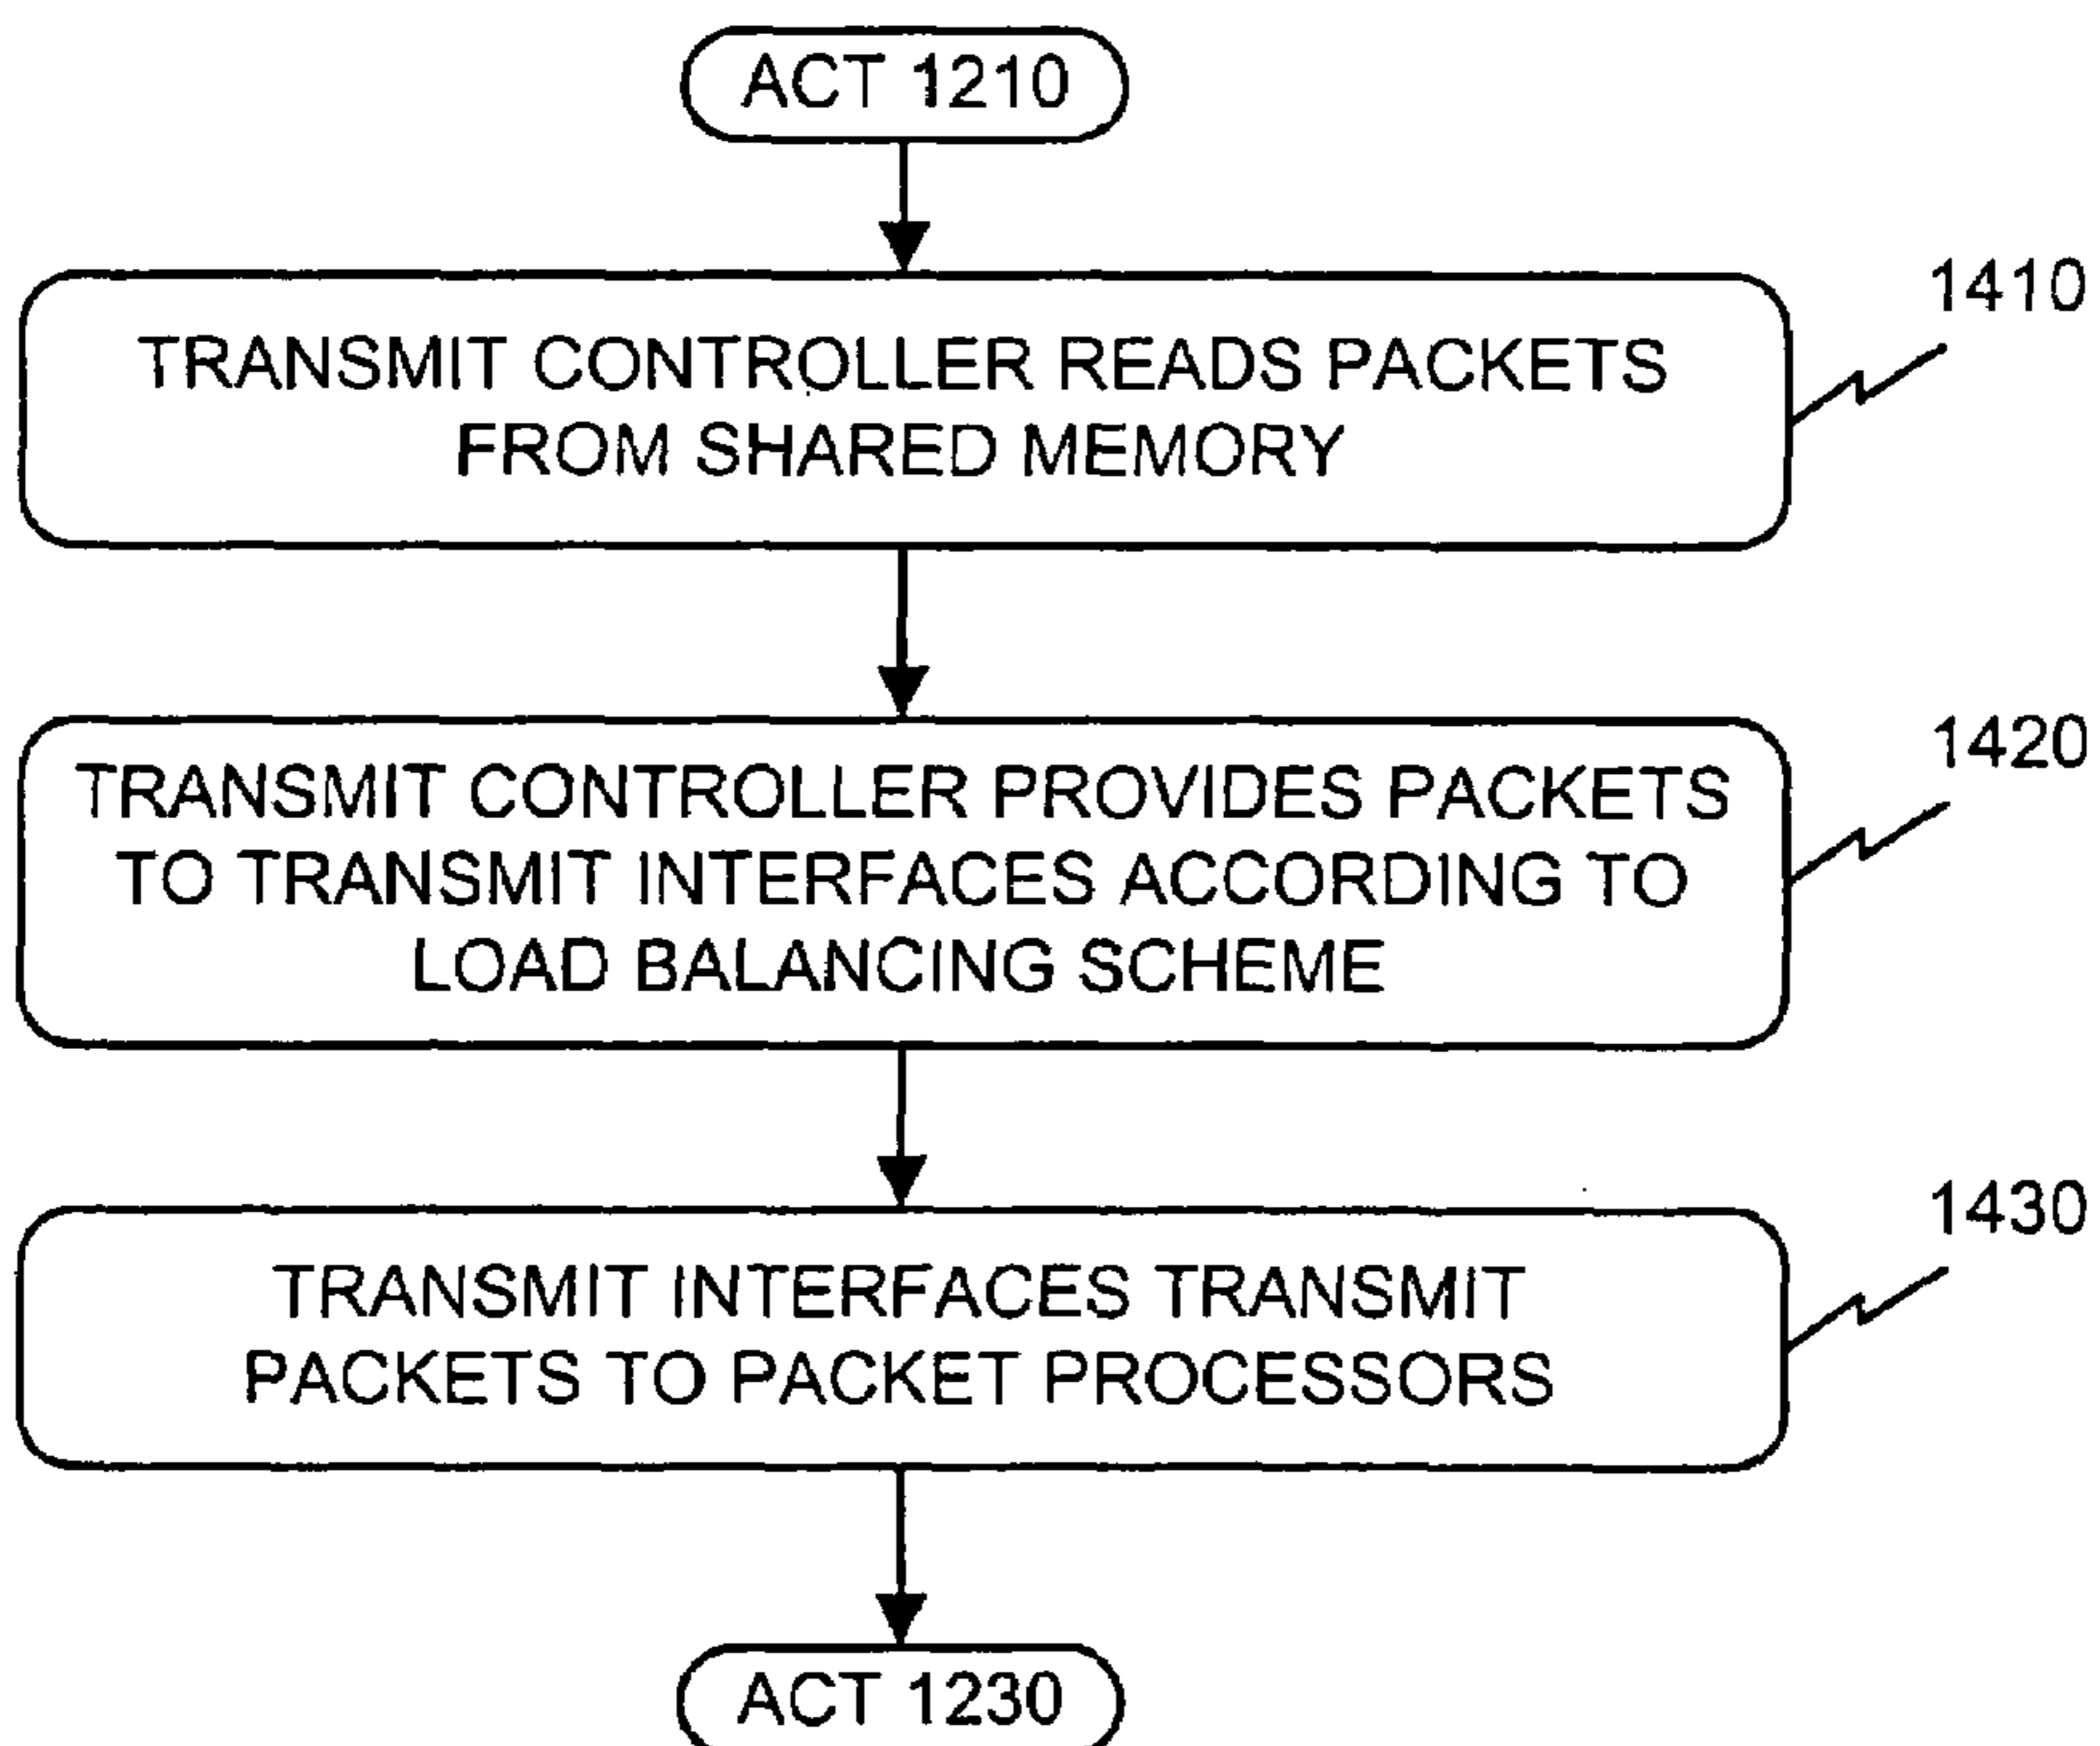 ACT 1210
1410
TRANSMIT CONTROLLER READS PACKETS
FROM SHARED MEMORY
1420
TRANSMIT CONTROLLER PROVIDES PACKETS
TO TRANSMIT INTERFACES ACCORDING TO
LOAD BALANCING SCHEME
1430
TRANSMIT INTERFACES TRANSMIT
PACKETS TO PACKET PROCESSORS
ACT 1230